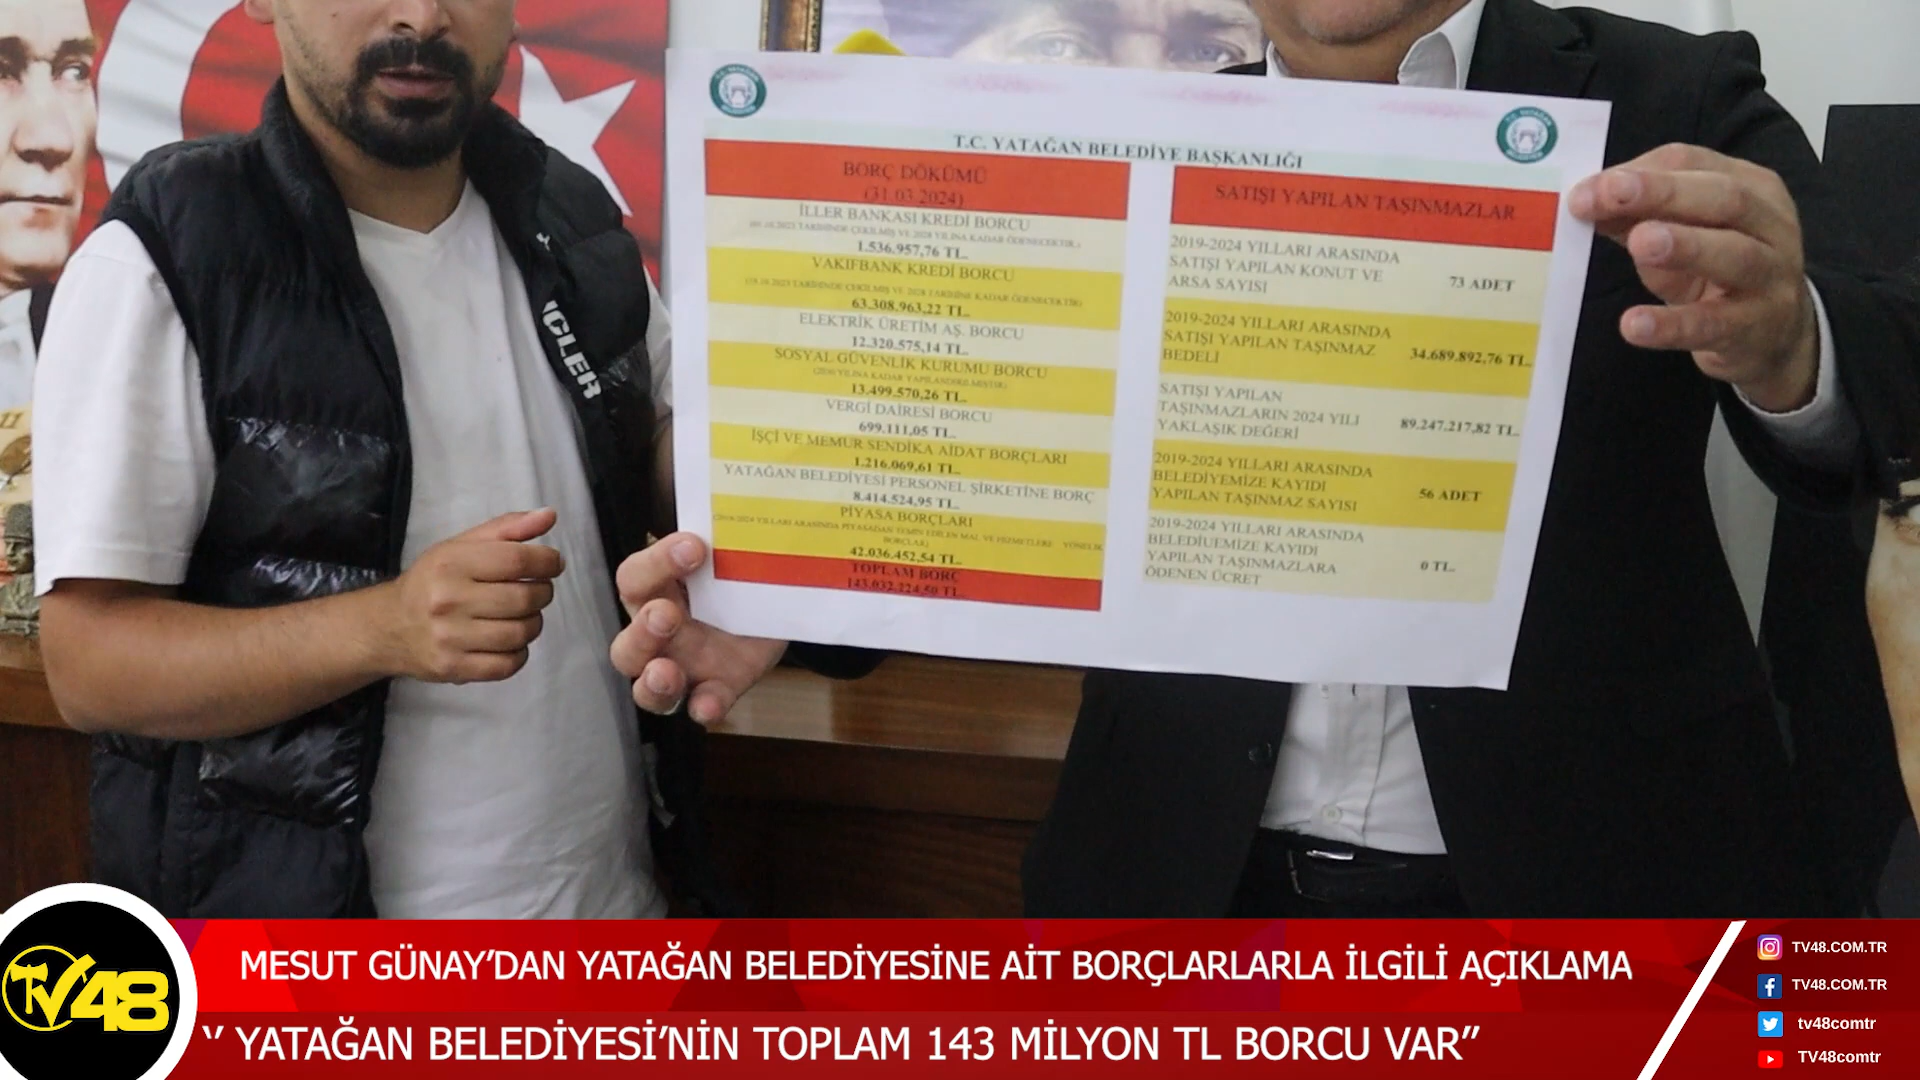 T.C. YATAĞAN BELEDİYE BAŞKANLIĞI
BORÇ DÖKÜMÜ
(31.03.2024)
İLLER BANKASI KREDİ BORCU
1.536.957,76 TL.
VAKIFBANK KREDİ BORCU
63.308.963,22 TL.
ELEKTRİK ÜRETİM AŞ. BORCU
12.320.575,14 TL.
SOSYAL GÜVENLİK KURUMU BORCU
13.499.570,26 TL.
VERGİ DAİRESİ BORCU
699.111,05 TL.
İŞÇİ VE MEMUR SENDİKA AİDAT BORÇLARI
1.216.069,61 TL.
YATAĞAN BELEDİYESİ PERSONEL ŞİRKETİNE BORÇ
8.414.524,95 TL.
PİYASA BORÇLARI
42.036.452,54 TL.
TOPLAM BORÇ
SATIŞI YAPILAN TAŞINMAZLAR
2019-2024 YILLARI ARASINDA
SATIŞI YAPILAN KONUT VE
ARSA SAYISI
73 ADET
2019-2024 YILLARI ARASINDA
SATIŞI YAPILAN TAŞINMAZ
BEDELİ
34.689.892,76 TL.
SATIŞI YAPILAN
TAŞINMAZLARIN 2024 YILI
YAKLAŞIK DEĞERİ
89.247.217,82 TL.
2019-2024 YILLARI ARASINDA
BELEDİYEMİZE KAYIDI
YAPILAN TAŞINMAZ SAYISI
56 ADET
2019-2024 YILLARI ARASINDA
BELEDİUEMİZE KAYIDI
YAPILAN TAŞINMAZLARA
ÖDENEN ÜCRET
0 TL.
TV48
MESUT GÜNAY’DAN YATAĞAN BELEDİYESİNE AİT BORÇLARLARLA İLGİLİ AÇIKLAMA
‘’ YATAĞAN BELEDİYESİ’NİN TOPLAM 143 MİLYON TL BORCU VAR’’
TV48.COM.TR
TV48.COM.TR
tv48comtr
TV48comtr